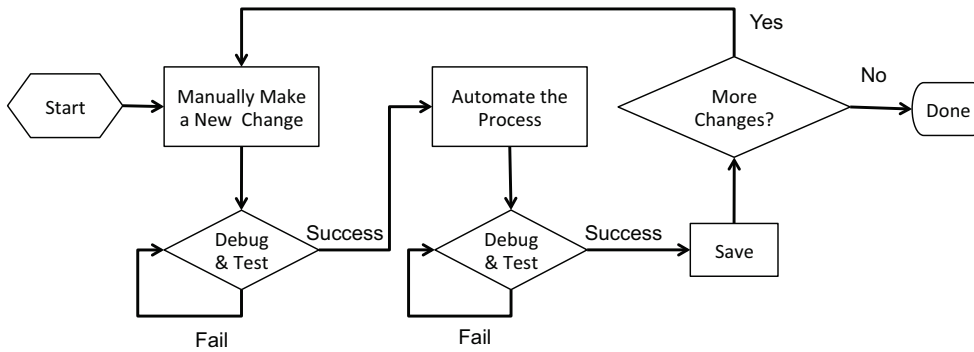 Yes
Start
Manually Make
a New Change
Automate the
Process
More
Changes?
No
Done
Debug
& Test
Success
Fail
Debug
& Test
Success
Fail
Save